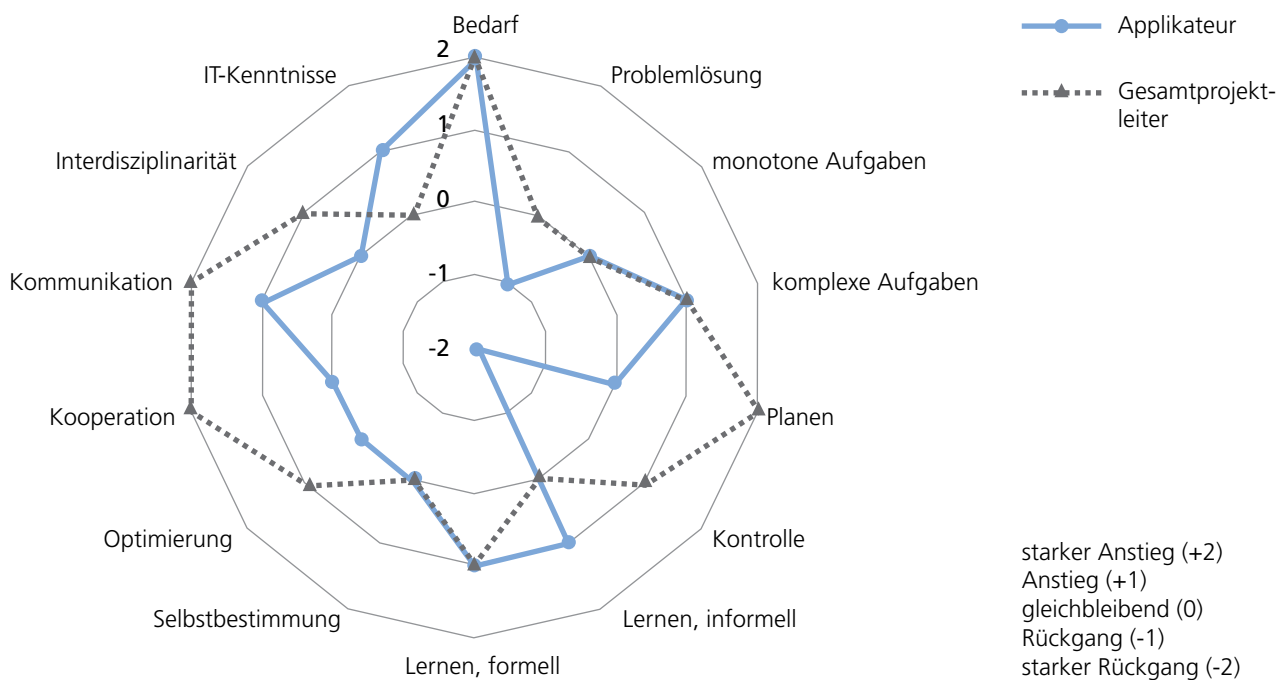 Bedarf
Problemlösung
monotone Aufgaben
komplexe Aufgaben
Planen
Kontrolle
Lernen, informell
Lernen, formell
Selbstbestimmung
Optimierung
Kooperation
Kommunikation
Interdisziplinarität
IT-Kenntnisse
2
1
0
-1
-2
Applikateur
Gesamtprojekt-
leiter
starker Anstieg (+2)
Anstieg (+1)
gleichbleibend (0)
Rückgang (-1)
starker Rückgang (-2)